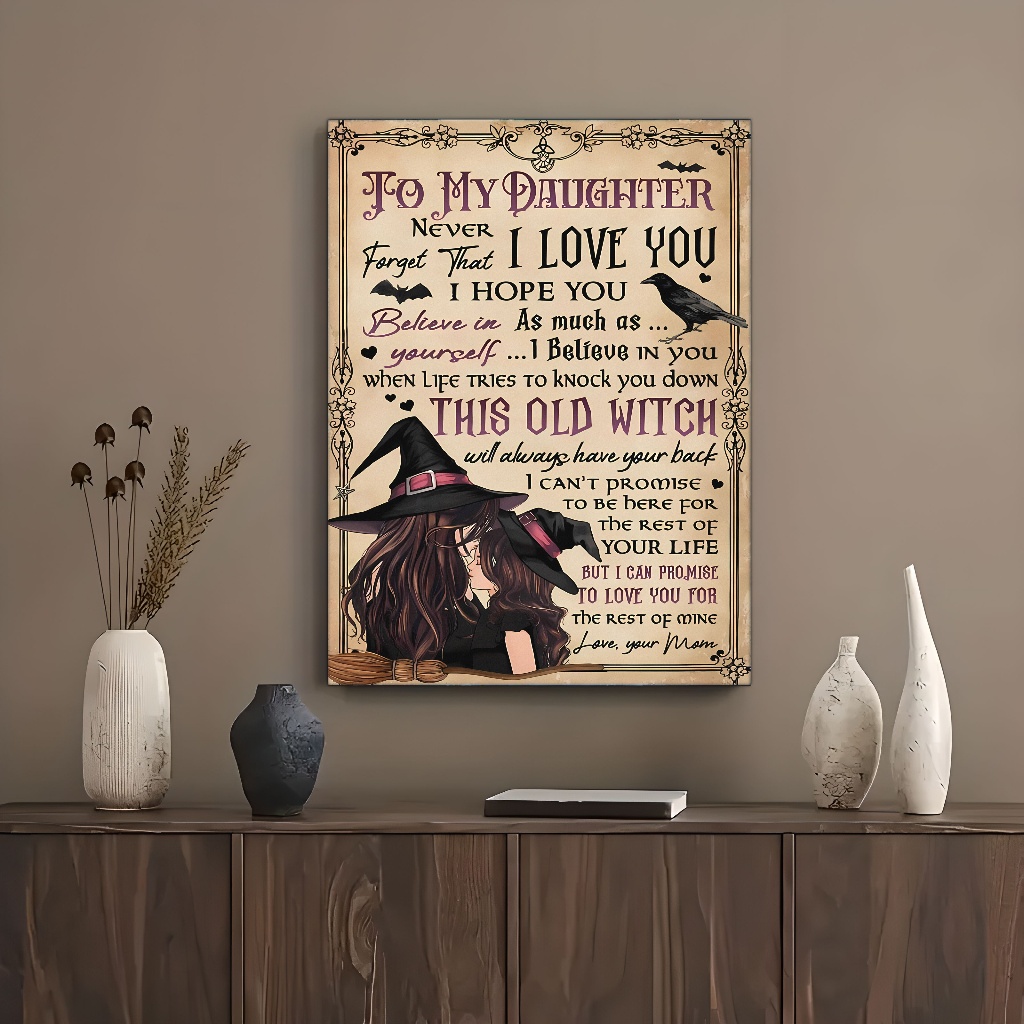 To My Daughter
Never
Forget That I LOVE YOU
I HOPE YOU
Believe in As much as ...
yourself ...I Believe IN YOU
WHEN LIFE TRIES TO KNOCK YOU DOWN
THIS OLD WITCH
will always have your back
I CAN'T PROMISE
TO BE HERE FOR
THE REST OF
YOUR LIFE
BUT I CAN PROMISE
TO LOVE YOU FOR
THE REST OF MINE
Love, your Mom